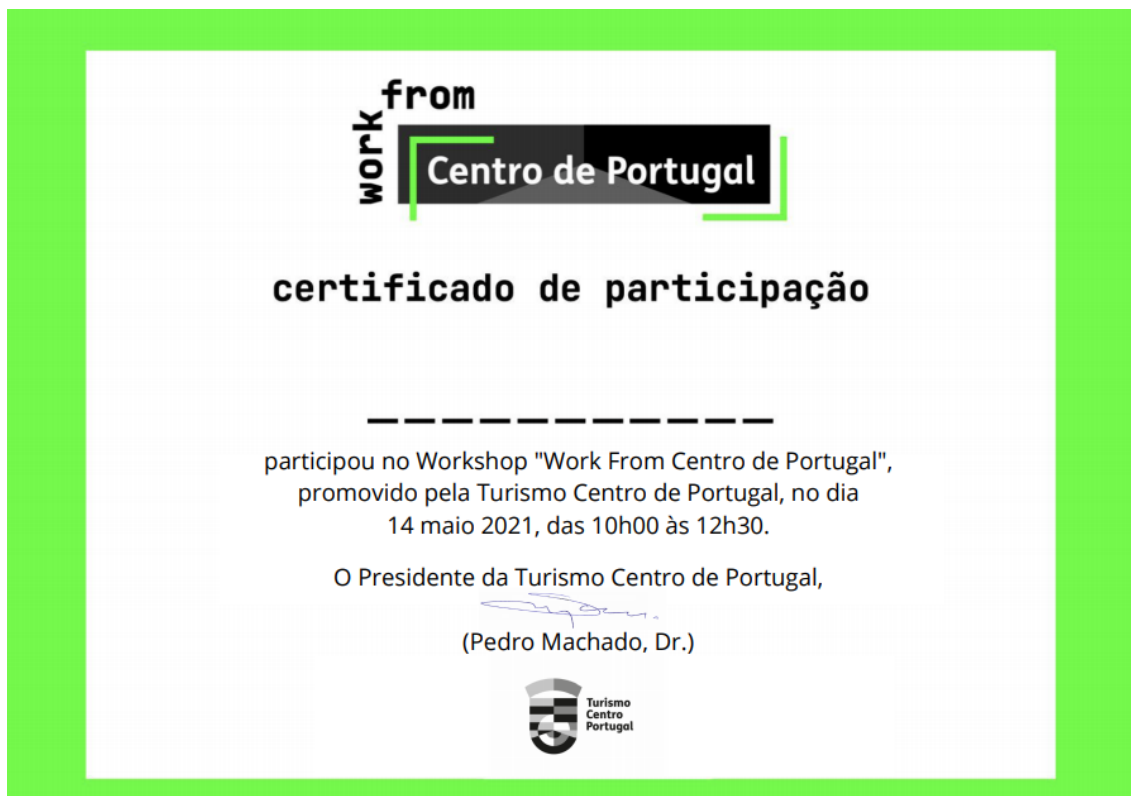 work from
Centro de Portugal
certificado de participação
participou no Workshop "Work From Centro de Portugal",
promovido pela Turismo Centro de Portugal, no dia
14 maio 2021, das 10h00 às 12h30.
O Presidente da Turismo Centro de Portugal,
(Pedro Machado, Dr.)
Turismo
Centro
Portugal